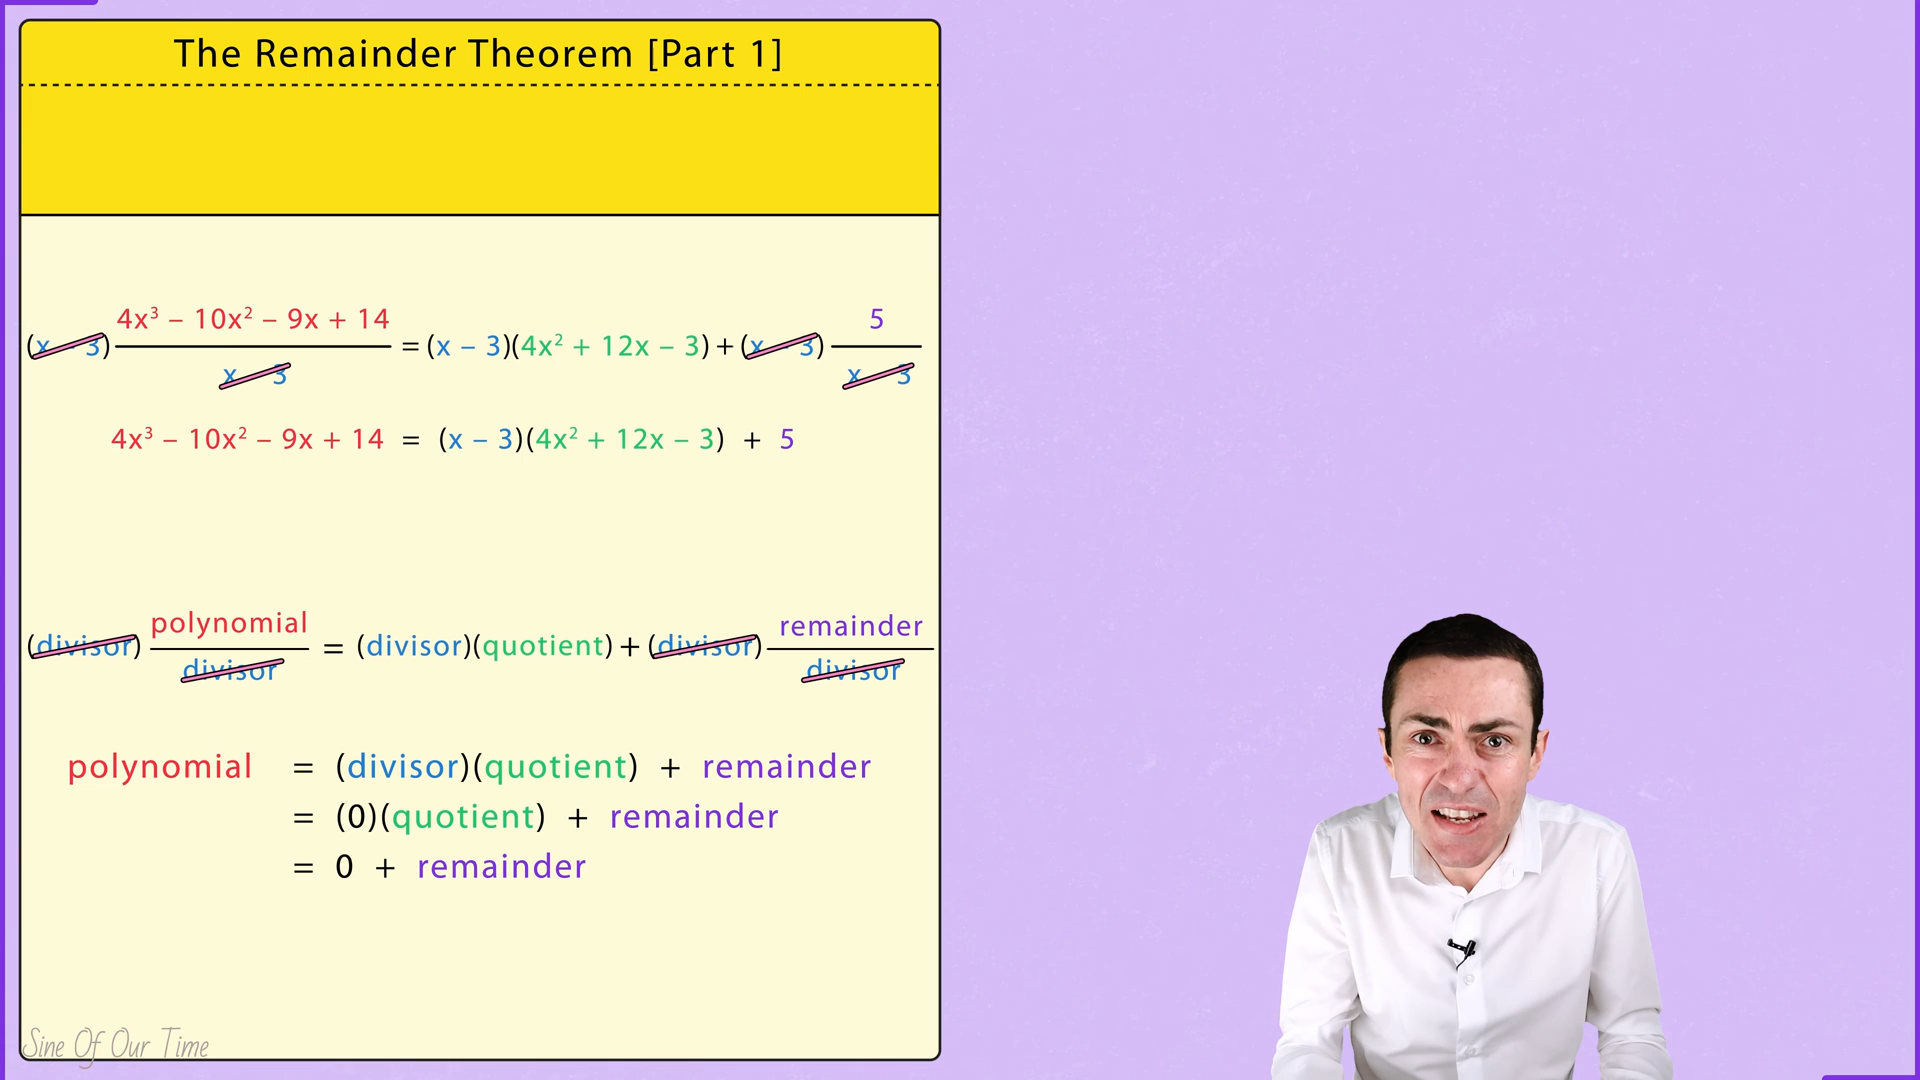 The Remainder Theorem [Part 1]
(x – 3) 4x³ – 10x² – 9x + 14 / x – 3 = (x – 3)(4x² + 12x – 3) + (x – 3) 5 / x – 3
4x³ – 10x² – 9x + 14 = (x – 3)(4x² + 12x – 3) + 5
(divisor) polynomial / divisor = (divisor)(quotient) + (divisor) remainder / divisor
polynomial = (divisor)(quotient) + remainder
= (0)(quotient) + remainder
= 0 + remainder
Sine Of Our Time